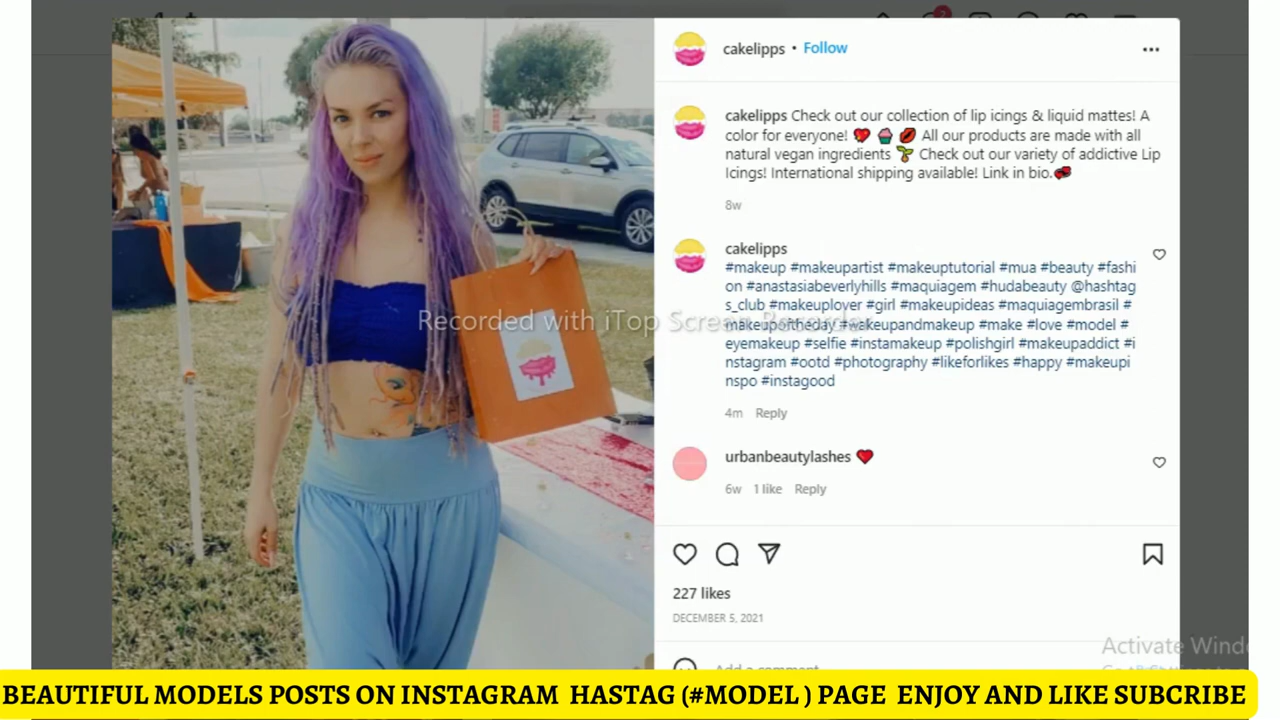 cakelipps • Follow
cakelipps Check out our collection of lip icings & liquid mattes! A
color for everyone! ❤️ 🧁 💋 All our products are made with all
natural vegan ingredients 🌱 Check out our variety of addictive Lip
Icings! International shipping available! Link in bio.💕
8w
cakelipps
#makeup #makeupartist #makeuptutorial #mua #beauty #fashi
on #anastasiabeverlyhills #maquiagem #hudabeauty @hashtag
s_club #makeuplover #girl #makeupideas #maquiagembrasil #
makeupoftheday #wakeupandmakeup #make #love #model #
eyemakeup #selfie #instamakeup #polishgirl #makeupaddict #i
nstagram #ootd #photography #likeforlikes #happy #makeupi
nspo #instagood
4m Reply
urbanbeautylashes ❤️
6w 1 like Reply
227 likes
DECEMBER 5, 2021
Add a comment
Recorded with iTop Screen Recorder
Activate Wind
BEAUTIFUL MODELS POSTS ON INSTAGRAM HASTAG (#MODEL ) PAGE ENJOY AND LIKE SUBCRIBE